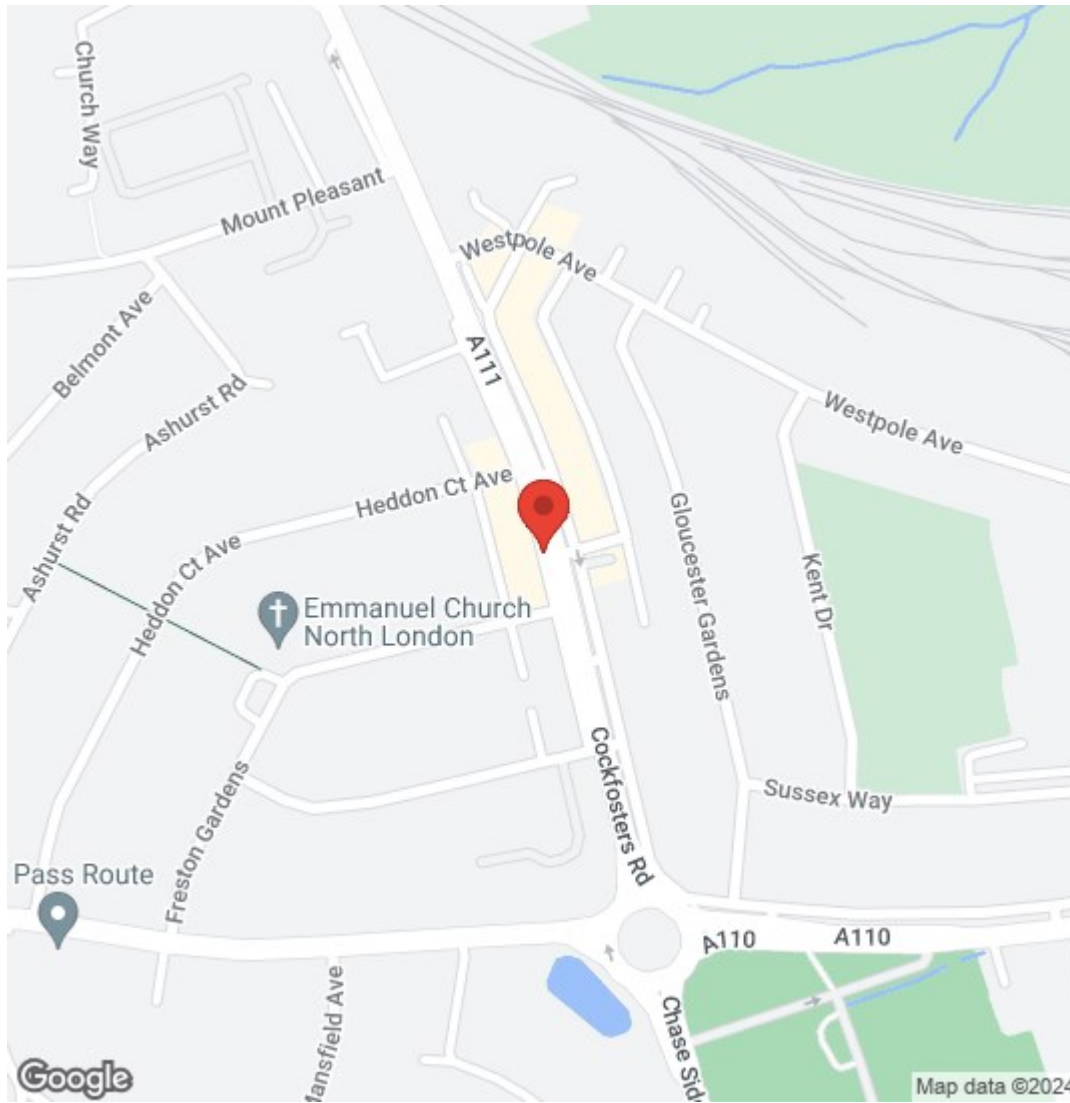 Church Way
Mount Pleasant
Westpole Ave
Belmont Ave
A111
Ashurst Rd
Westpole Ave
Heddon Ct Ave
Ashurst Rd
Heddon Ct Ave
Gloucester Gardens
Kent Dr
Emmanuel Church
North London
Cockfosters Rd
Sussex Way
Freston Gardens
Pass Route
A110
A110
Mansfield Ave
Chase Side
Google
Map data ©2024